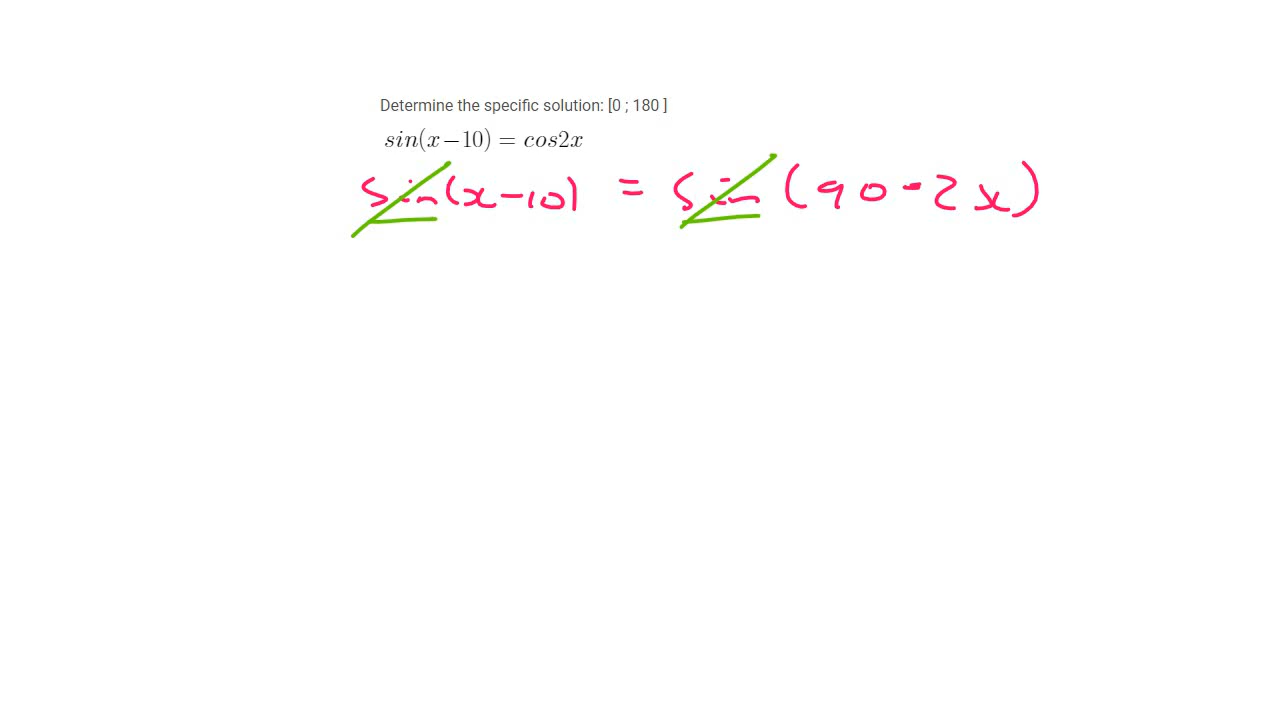 Determine the specific solution: [0 ; 180 ]
sin(x−10) = cos2x
sin(x-10) = sin(90-2x)